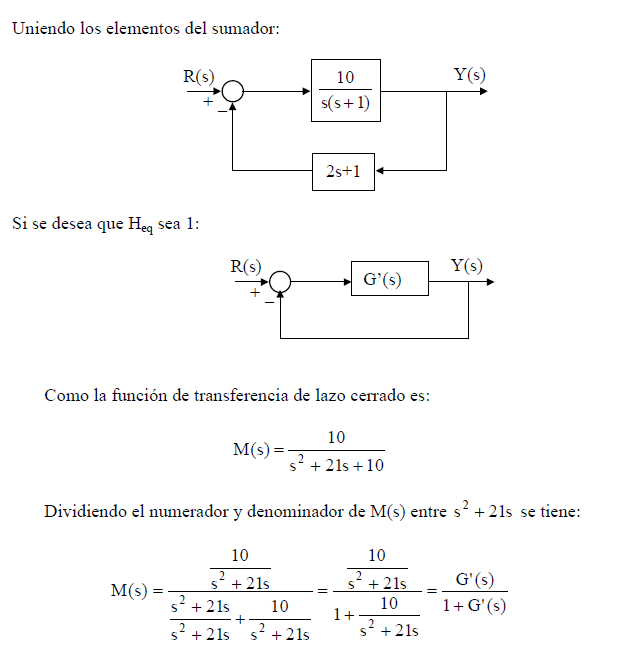 Uniendo los elementos del sumador:
R(s) + − 10/(s(s+1)) Y(s)
2s+1
Si se desea que H_eq sea 1:
R(s) + − G’(s) Y(s)
Como la función de transferencia de lazo cerrado es:
M(s) = 10/(s² + 21s + 10)
Dividiendo el numerador y denominador de M(s) entre s² + 21s se tiene:
M(s) = (10/(s² + 21s))/((s² + 21s)/(s² + 21s) + 10/(s² + 21s)) = (10/(s² + 21s))/(1 + 10/(s² + 21s)) = G'(s)/(1 + G'(s))